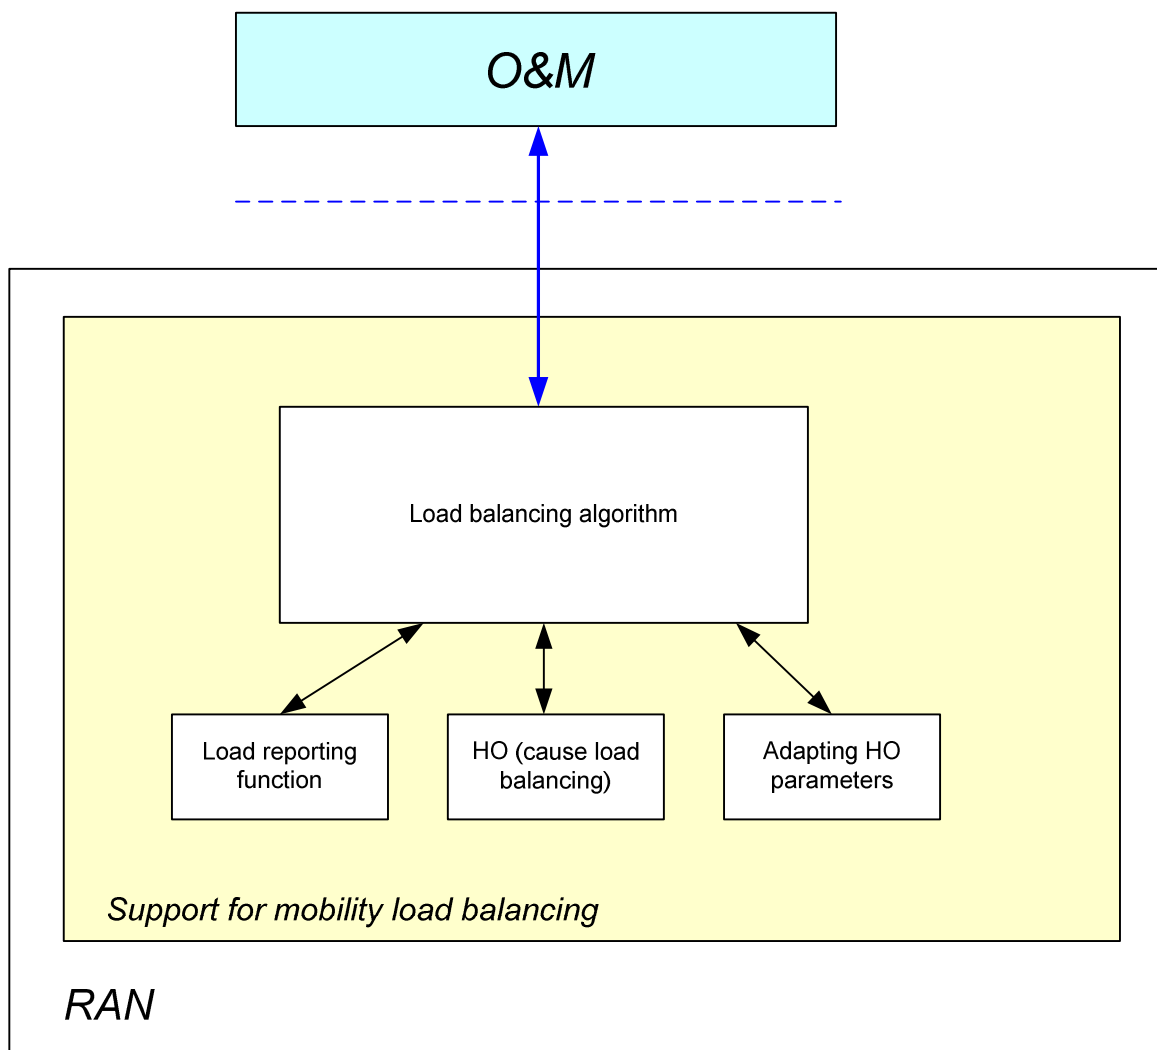 O&M
Load balancing algorithm
Load reporting
function
HO (cause load
balancing)
Adapting HO
parameters
Support for mobility load balancing
RAN